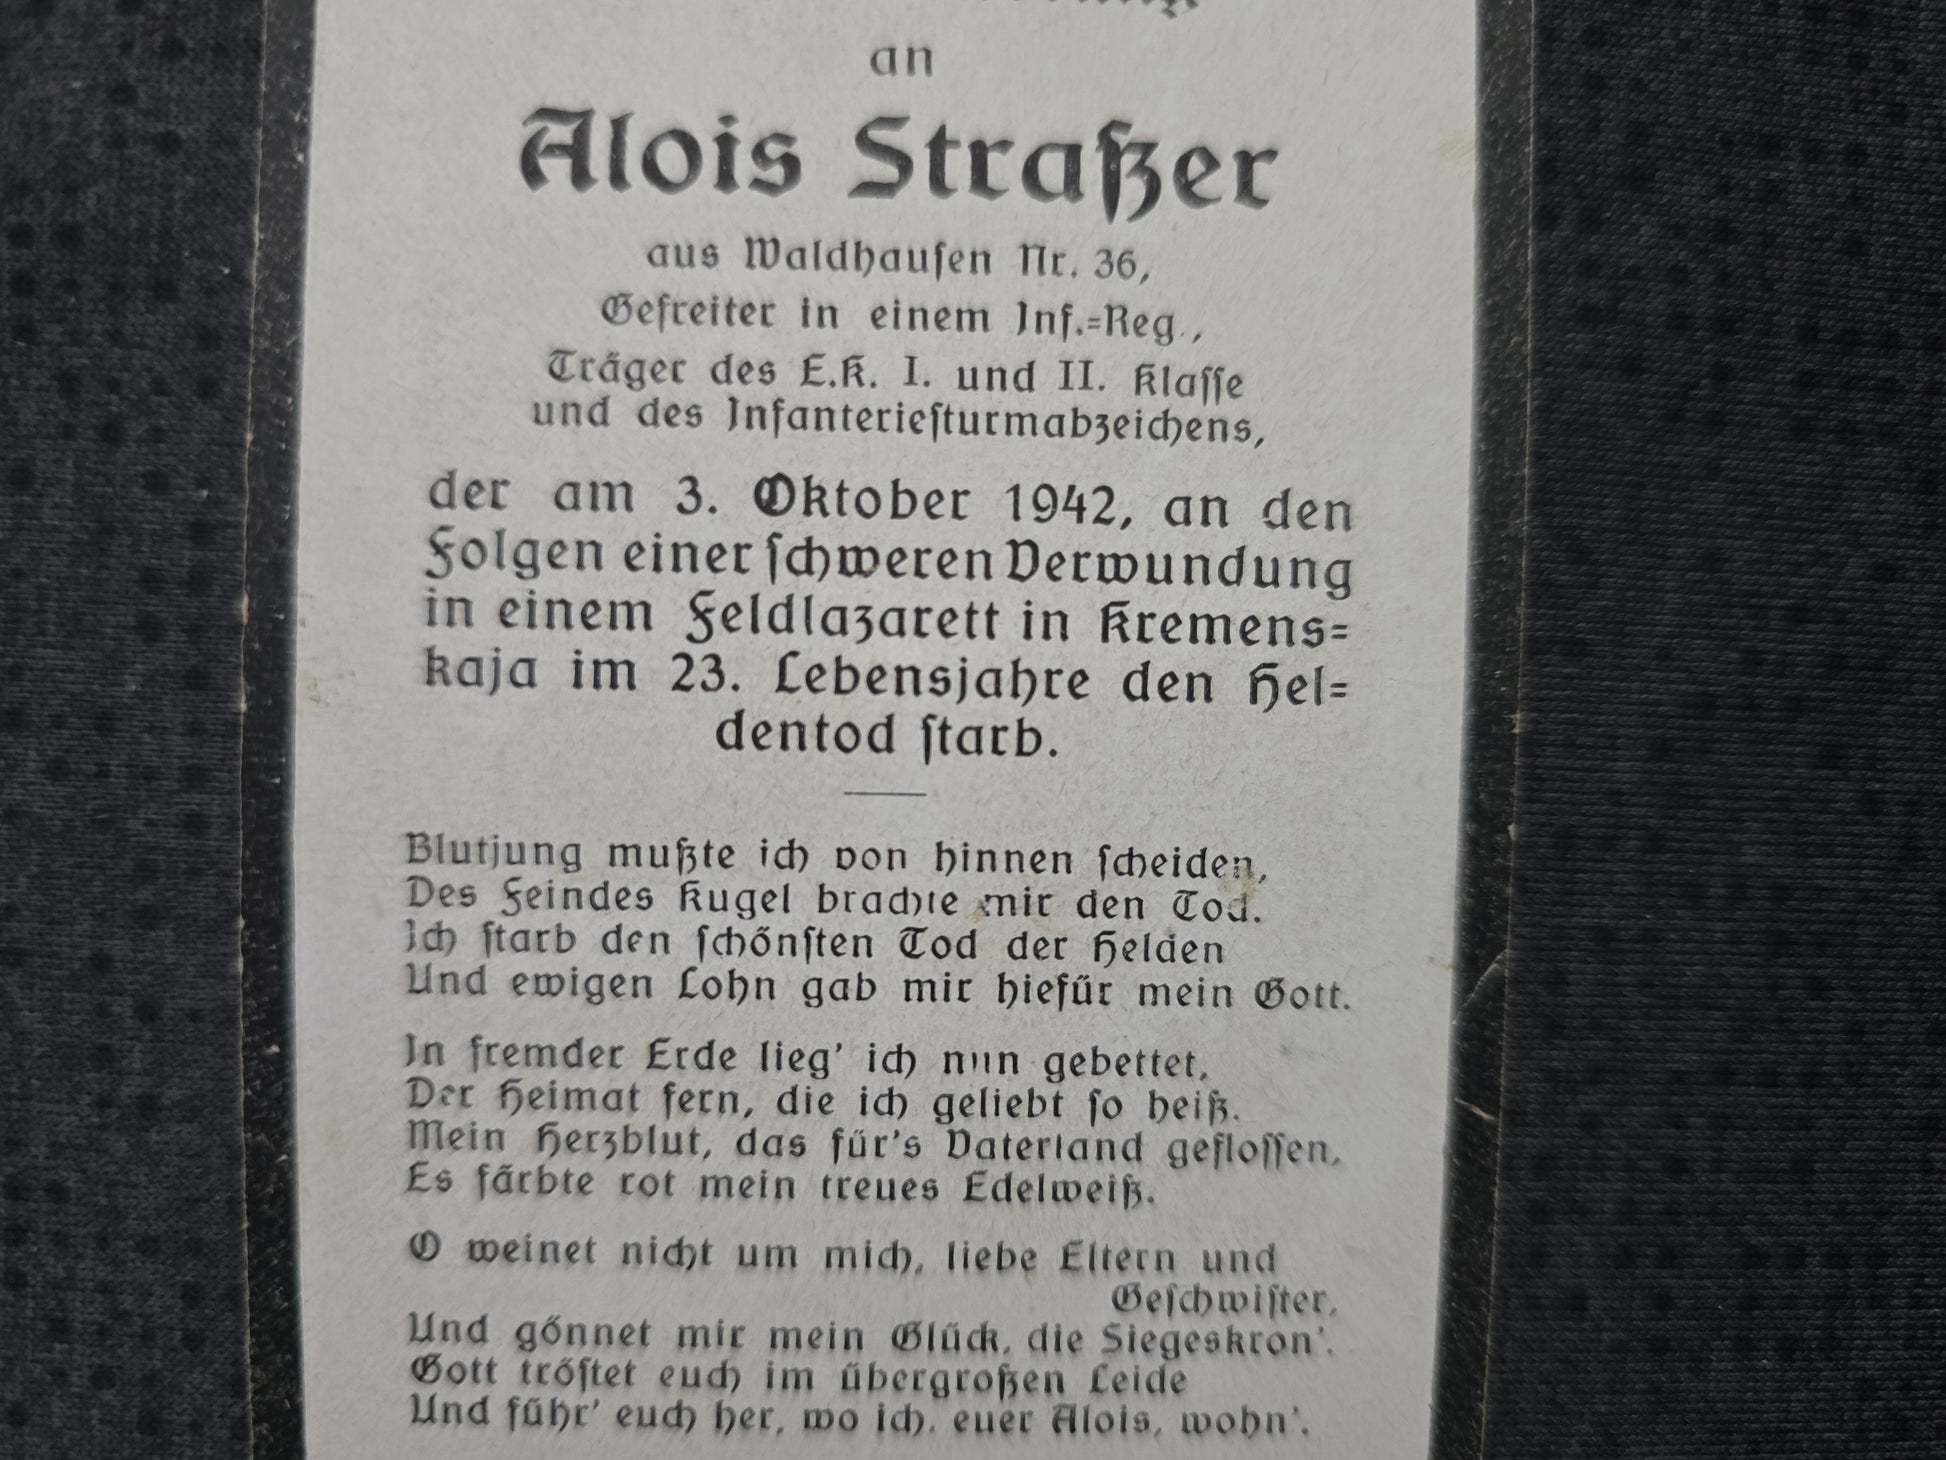 an
Alois Straßer
aus Waldhausen Nr. 36,
Gefreiter in einem Inf.=Reg.,
Träger des E.K. I. und II. Klasse
und des Infanteriesturmabzeichens,
der am 3. Oktober 1942, an den
Folgen einer schweren Verwundung
in einem Feldlazarett in Kremens=
kaja im 23. Lebensjahre den Hel=
dentod starb.
Blutjung mußte ich von hinnen scheiden,
Des Feindes Kugel brachte mir den Tod.
Ich starb den schönsten Tod der Helden
Und ewigen Lohn gab mir hiefür mein Gott.
In fremder Erde lieg' ich nun gebettet,
Der Heimat fern, die ich geliebt so heiß.
Mein Herzblut, das für's Vaterland geflossen,
Es färbte rot mein treues Edelweiß.
O weinet nicht um mich, liebe Eltern und
Geschwister,
Und gönnet mir mein Glück, die Siegeskron'.
Gott tröstet euch im übergroßen Leide
Und führ' euch her, wo ich, euer Alois, wohn'.